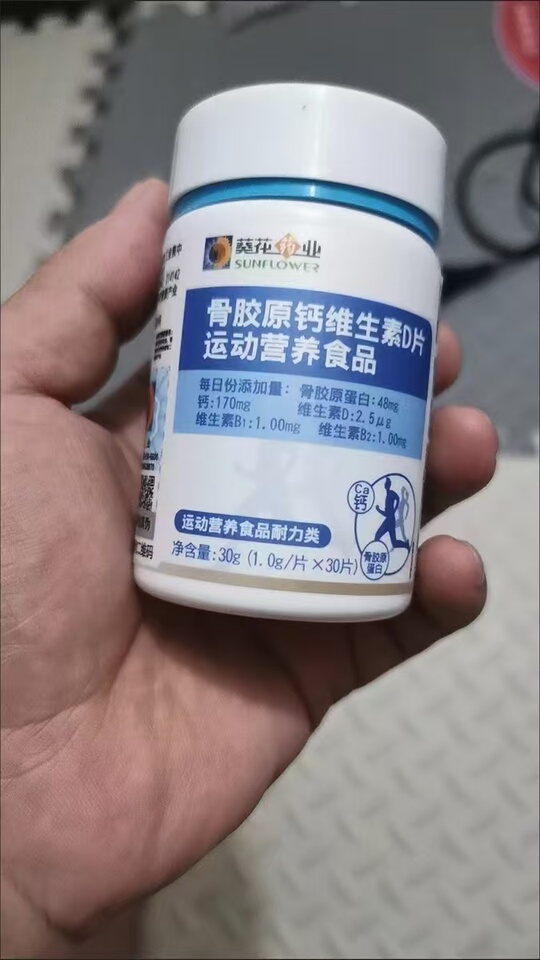 葵花药业
SUNFLOWER
骨胶原钙维生素D片
运动营养食品
每日份添加量: 骨胶原蛋白:48mg
钙:170mg 维生素D:2.5μg
维生素B1:1.00mg 维生素B2:1.00mg
Ca
钙
骨胶原
蛋白
运动营养食品耐力类
净含量:30g (1.0g/片×30片)
二维码